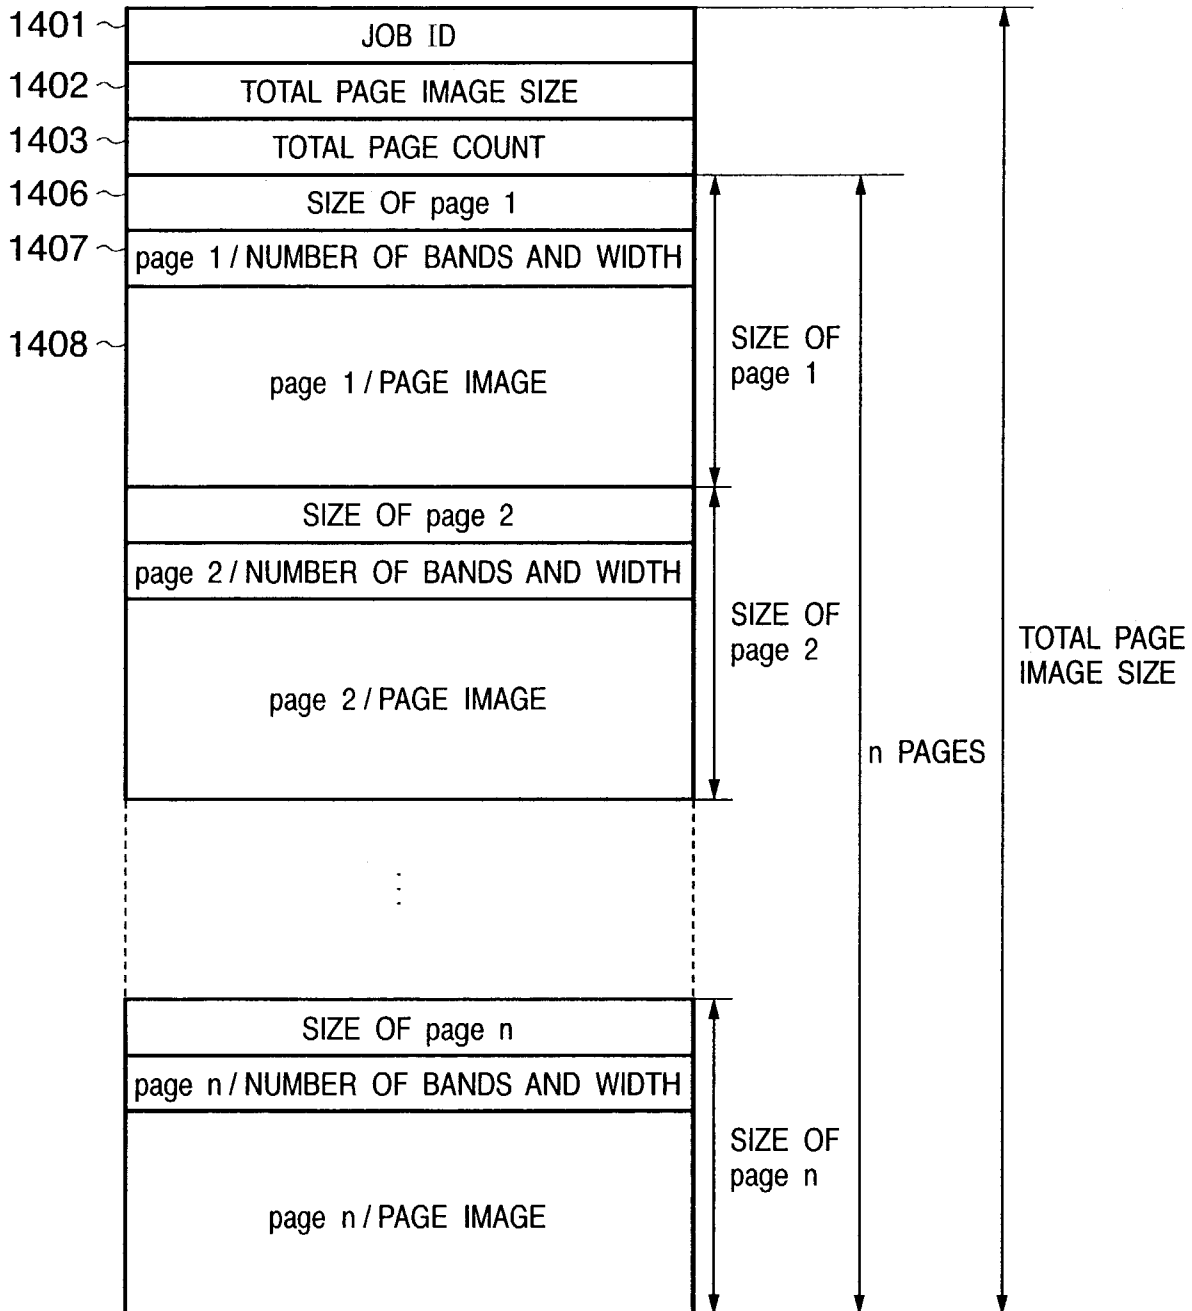 1401 JOB ID
1402 TOTAL PAGE IMAGE SIZE
1403 TOTAL PAGE COUNT
1406 SIZE OF page 1
1407 page 1 / NUMBER OF BANDS AND WIDTH
1408
page 1 / PAGE IMAGE
SIZE OF
page 1
SIZE OF page 2
page 2 / NUMBER OF BANDS AND WIDTH
page 2 / PAGE IMAGE
SIZE OF
page 2
TOTAL PAGE
IMAGE SIZE
n PAGES
⋮
SIZE OF page n
page n / NUMBER OF BANDS AND WIDTH
page n / PAGE IMAGE
SIZE OF
page n